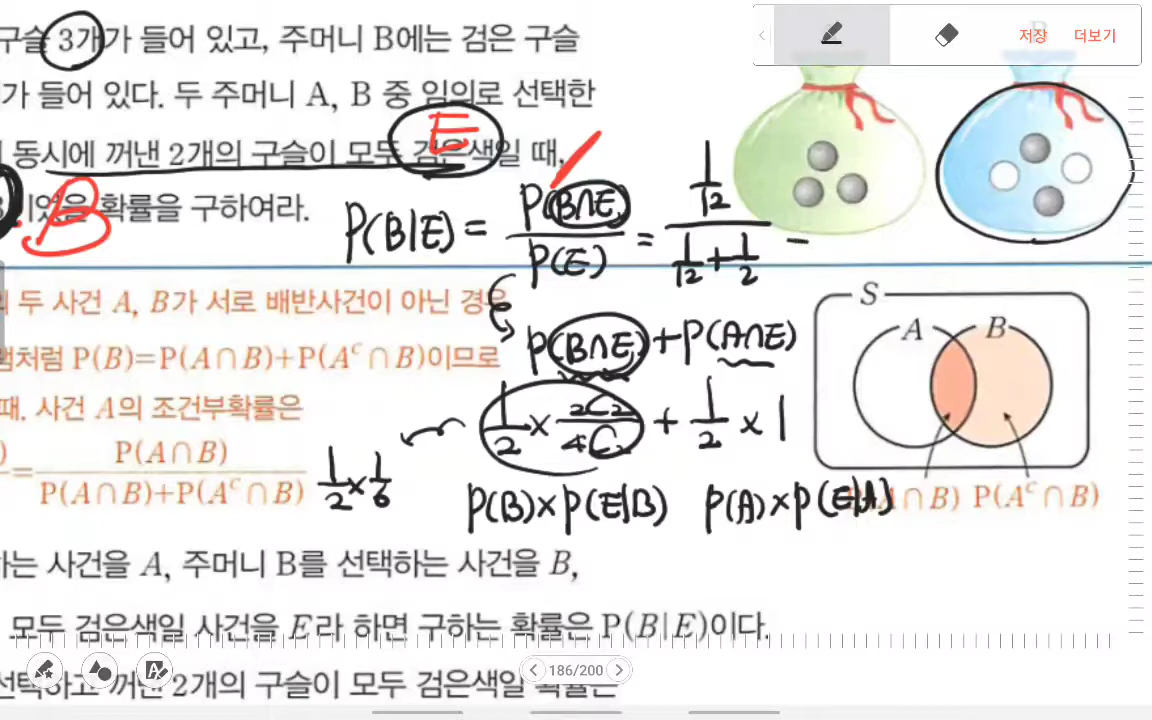 구슬 3개가 들어 있고, 주머니 B에는 검은 구슬
저장 더보기
가 들어 있다. 두 주머니 A, B 중 임의로 선택한
E
동시에 꺼낸 2개의 구슬이 모두 검은색일 때,
B
이었을 확률을 구하여라.
P(B|E) = P(B∩E) / P(E) = 1/12 / (1/12 + 1/2) =
두 사건 A, B가 서로 배반사건이 아닌 경우
S
A B
P(B∩E) + P(A∩E)
처럼 P(B)=P(A∩B)+P(Aᶜ∩B)이므로
1/2 × 2C2/4C2 + 1/2 × 1
때, 사건 A의 조건부확률은
= P(A∩B) / P(A∩B)+P(Aᶜ∩B)
1/2 × 1/6
P(B)×P(E|B) P(A)×P(E|A)
∩B) P(Aᶜ∩B)
하는 사건을 A, 주머니 B를 선택하는 사건을 B,
모두 검은색일 사건을 E라 하면 구하는 확률은 P(B|E)이다.
186/200
선택하고 꺼낸 2개의 구슬이 모두 검은색일 확률은